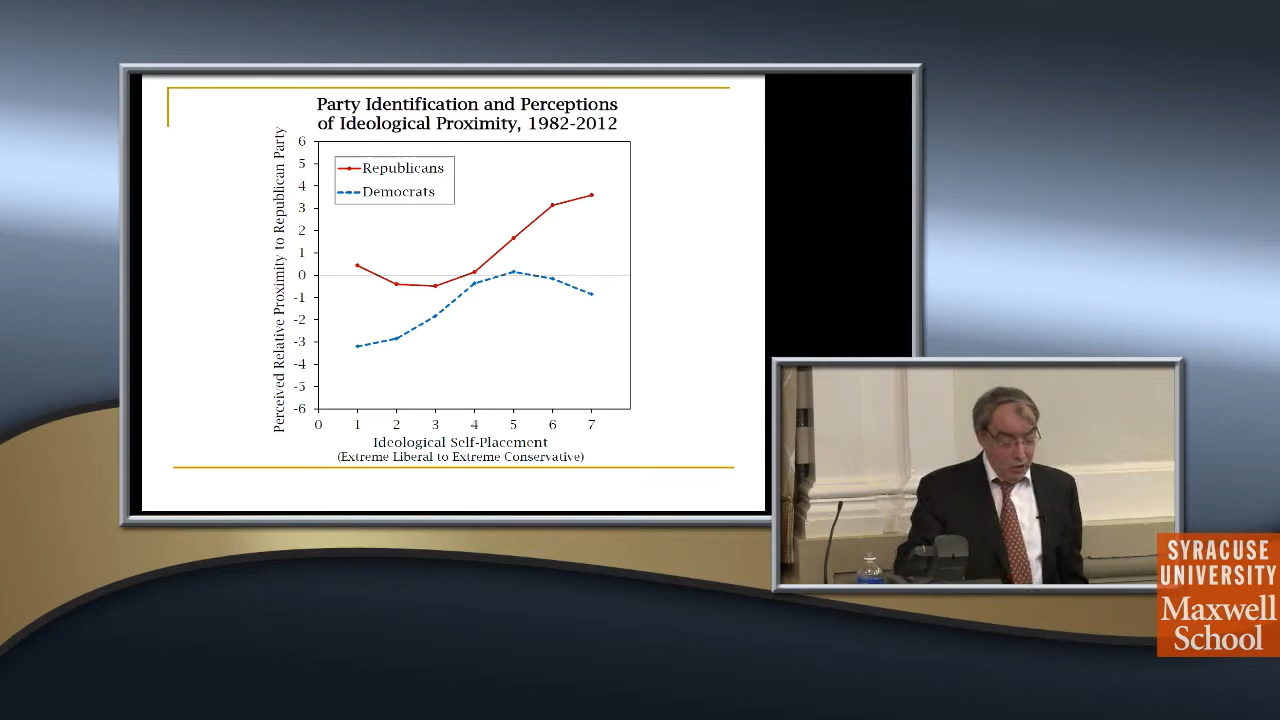 Party Identification and Perceptions
of Ideological Proximity, 1982-2012
Perceived Relative Proximity to Republican Party
6
5
4
3
2
1
0
-1
-2
-3
-4
-5
-6
Republicans
Democrats
0 1 2 3 4 5 6 7
Ideological Self-Placement
(Extreme Liberal to Extreme Conservative)
SYRACUSE
UNIVERSITY
Maxwell
School